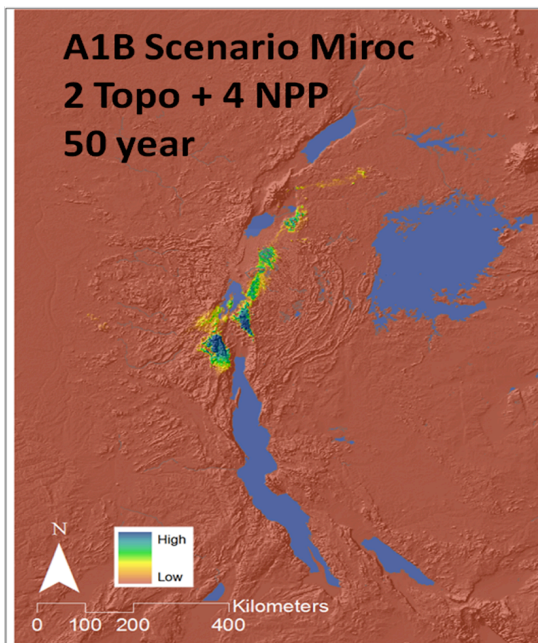 A1B Scenario Miroc
2 Topo + 4 NPP
50 year
N
High
Low
Kilometers
0 100 200 400